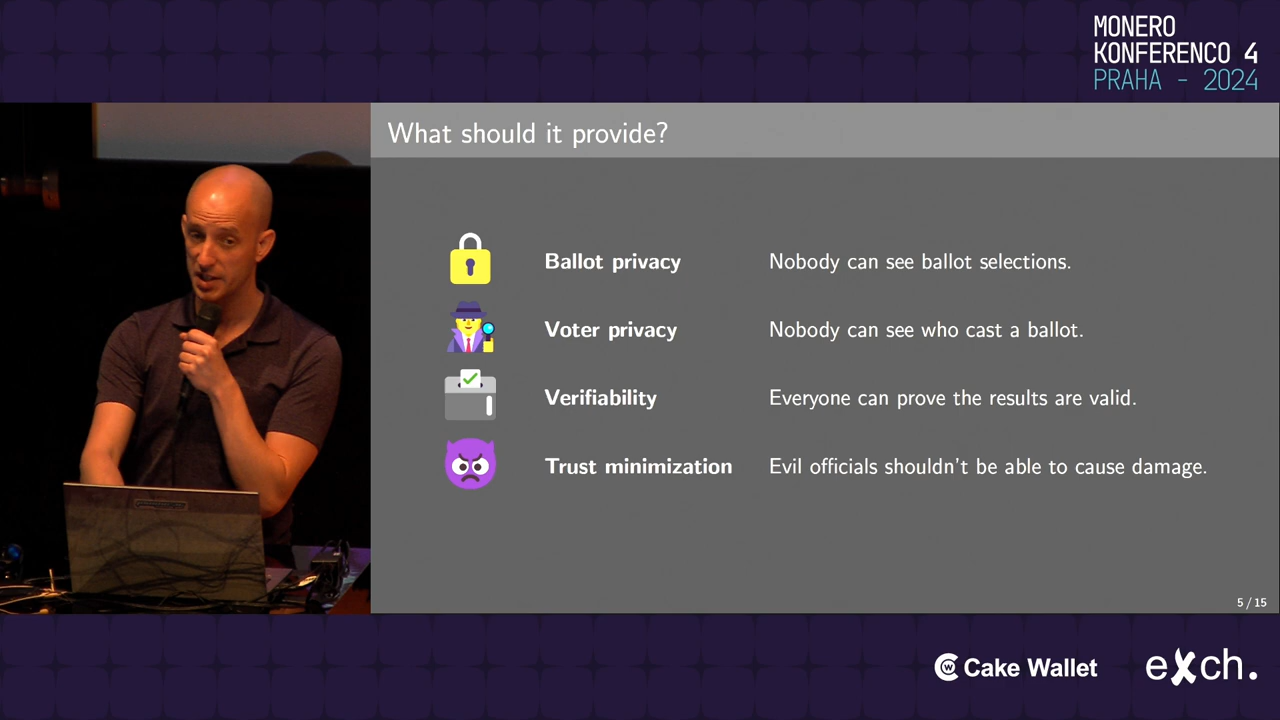 MONERO
KONFERENCO 4
PRAHA - 2024
What should it provide?
Ballot privacy Nobody can see ballot selections.
Voter privacy Nobody can see who cast a ballot.
Verifiability Everyone can prove the results are valid.
Trust minimization Evil officials shouldn't be able to cause damage.
5 / 15
CW Cake Wallet
eXch.